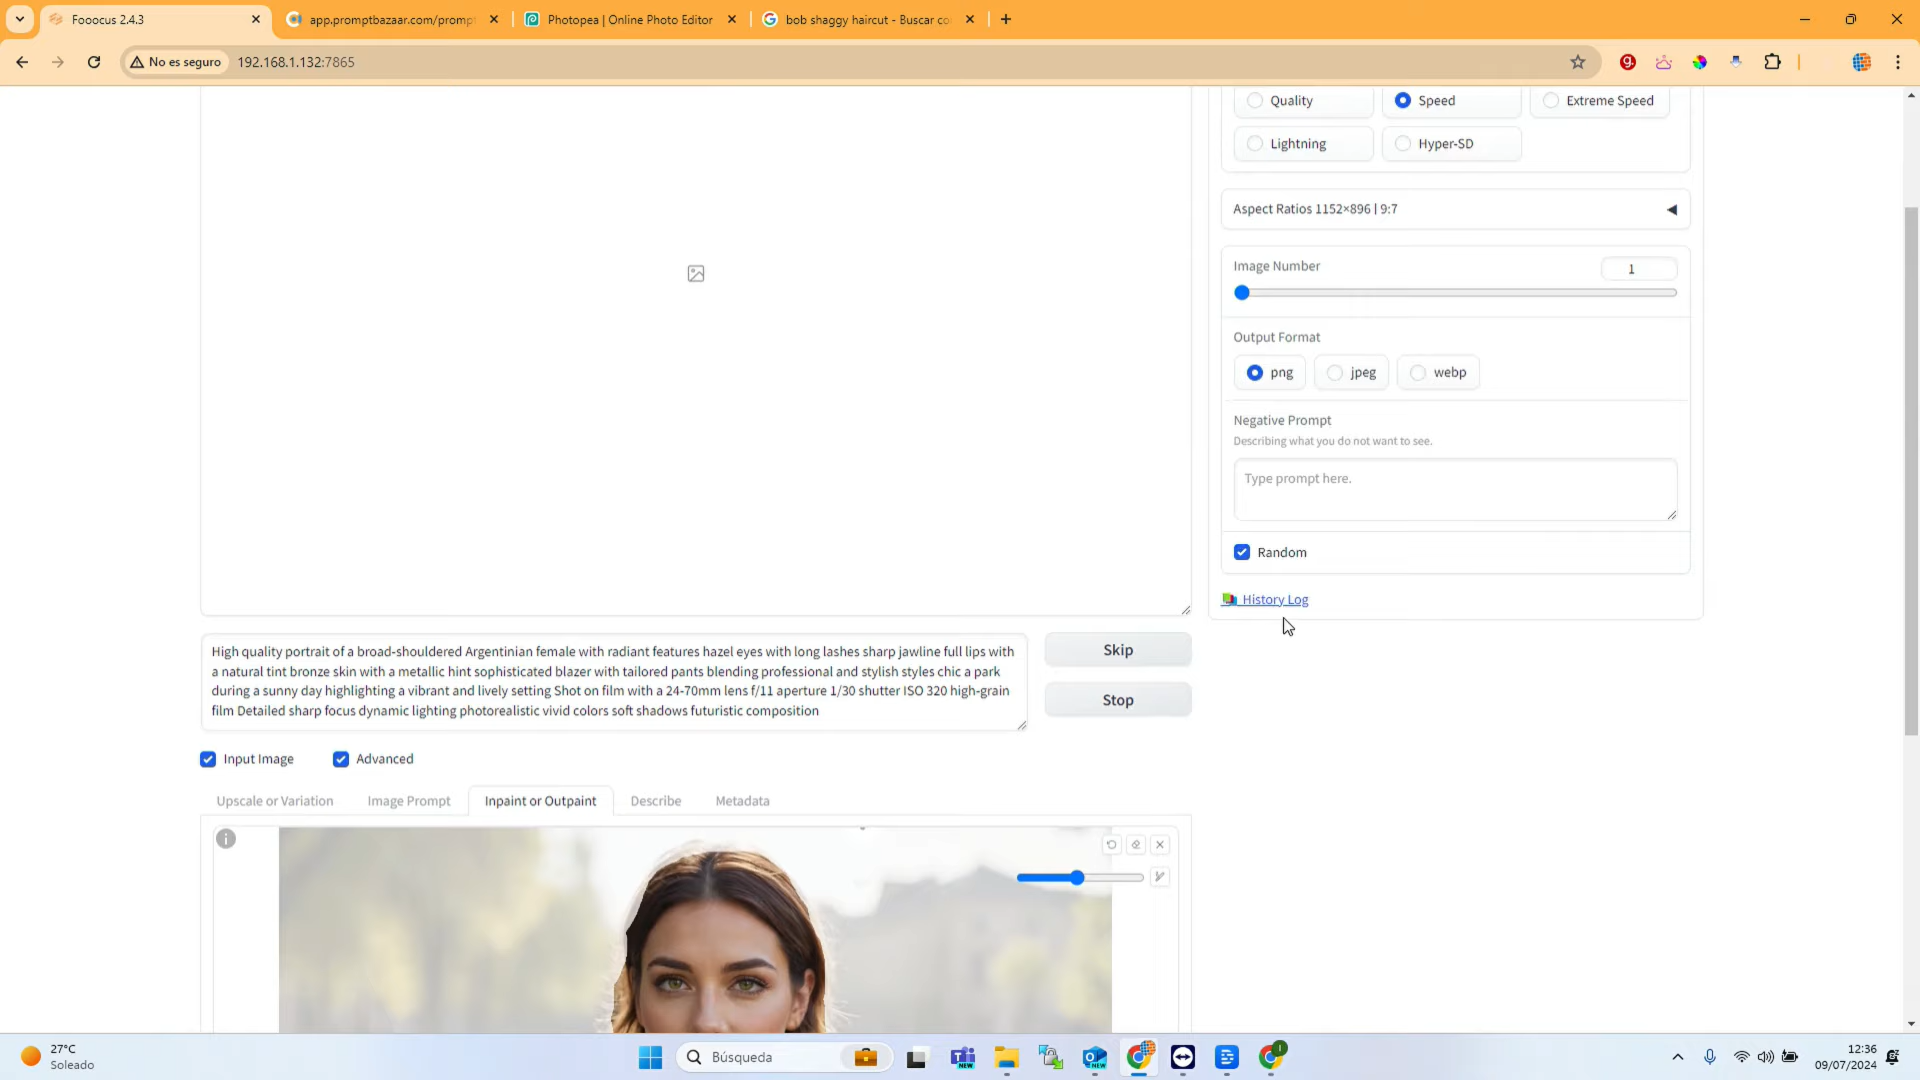 Fooocus 2.4.3
app.promptbazaar.com/prompt
Photopea | Online Photo Editor
bob shaggy haircut - Buscar co
No es seguro
192.168.1.132:7865
Quality
Speed
Extreme Speed
Lightning
Hyper-SD
Aspect Ratios 1152×896 | 9:7
Image Number
1
Output Format
png
jpeg
webp
Negative Prompt
Describing what you do not want to see.
Type prompt here.
Random
History Log
High quality portrait of a broad-shouldered Argentinian female with radiant features hazel eyes with long lashes sharp jawline full lips with
a natural tint bronze skin with a metallic hint sophisticated blazer with tailored pants blending professional and stylish styles chic a park
during a sunny day highlighting a vibrant and lively setting Shot on film with a 24-70mm lens f/11 aperture 1/30 shutter ISO 320 high-grain
film Detailed sharp focus dynamic lighting photorealistic vivid colors soft shadows futuristic composition
Skip
Stop
Input Image
Advanced
Upscale or Variation
Image Prompt
Inpaint or Outpaint
Describe
Metadata
27°C
Soleado
Búsqueda
12:36
09/07/2024